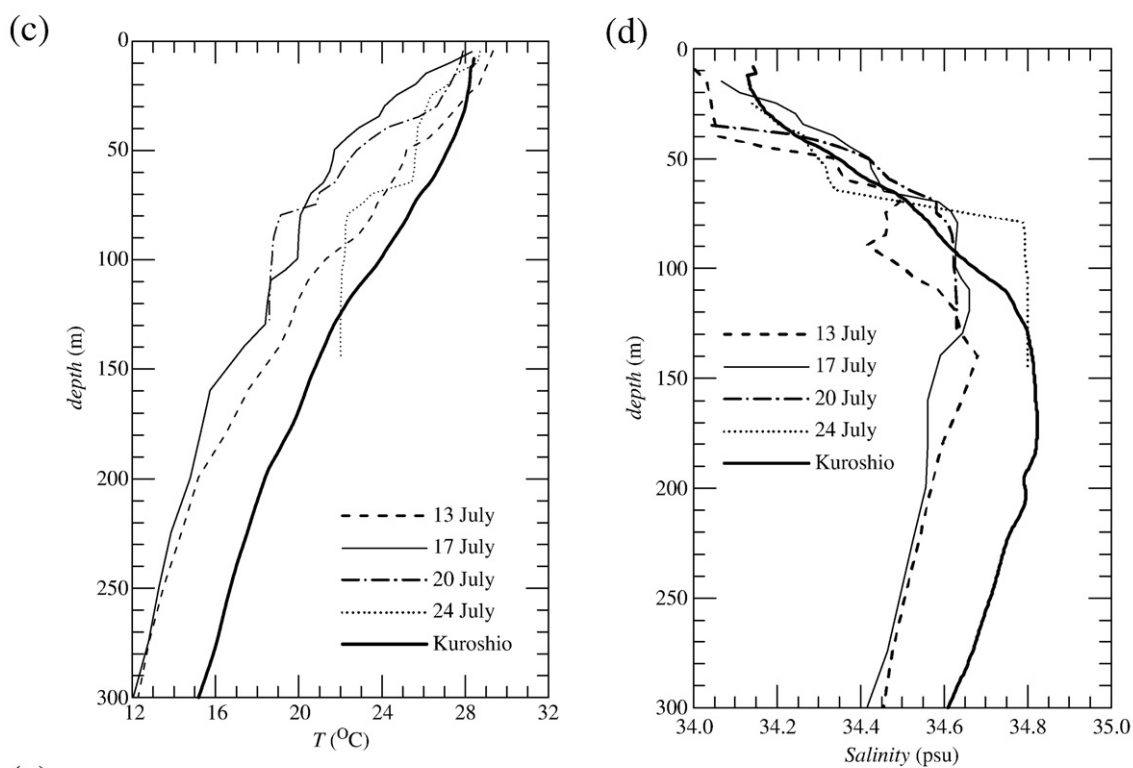 (c)
0
50
100
150
200
250
300
depth (m)
12
16
20
24
28
32
T (°C)
13 July
17 July
20 July
24 July
Kuroshio
(d)
0
50
100
150
200
250
300
depth (m)
34.0
34.2
34.4
34.6
34.8
35.0
Salinity (psu)
13 July
17 July
20 July
24 July
Kuroshio